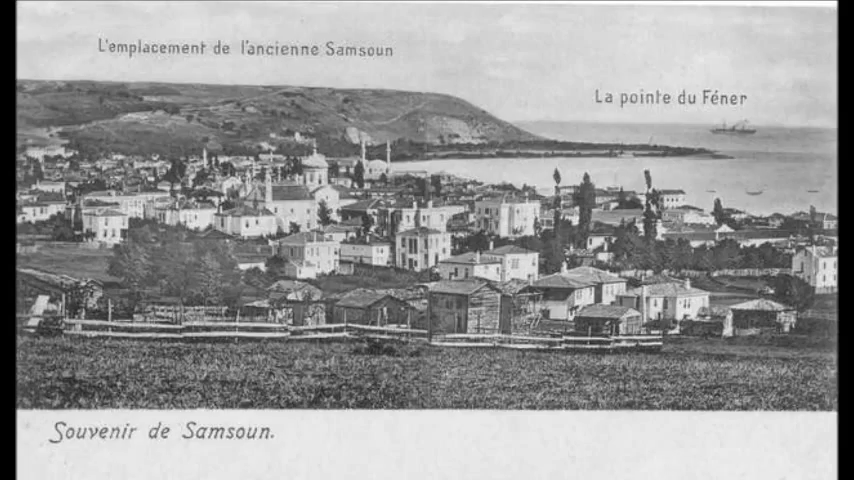 L'emplacement de l'ancienne Samsoun
La pointe du Féner
Souvenir de Samsoun.